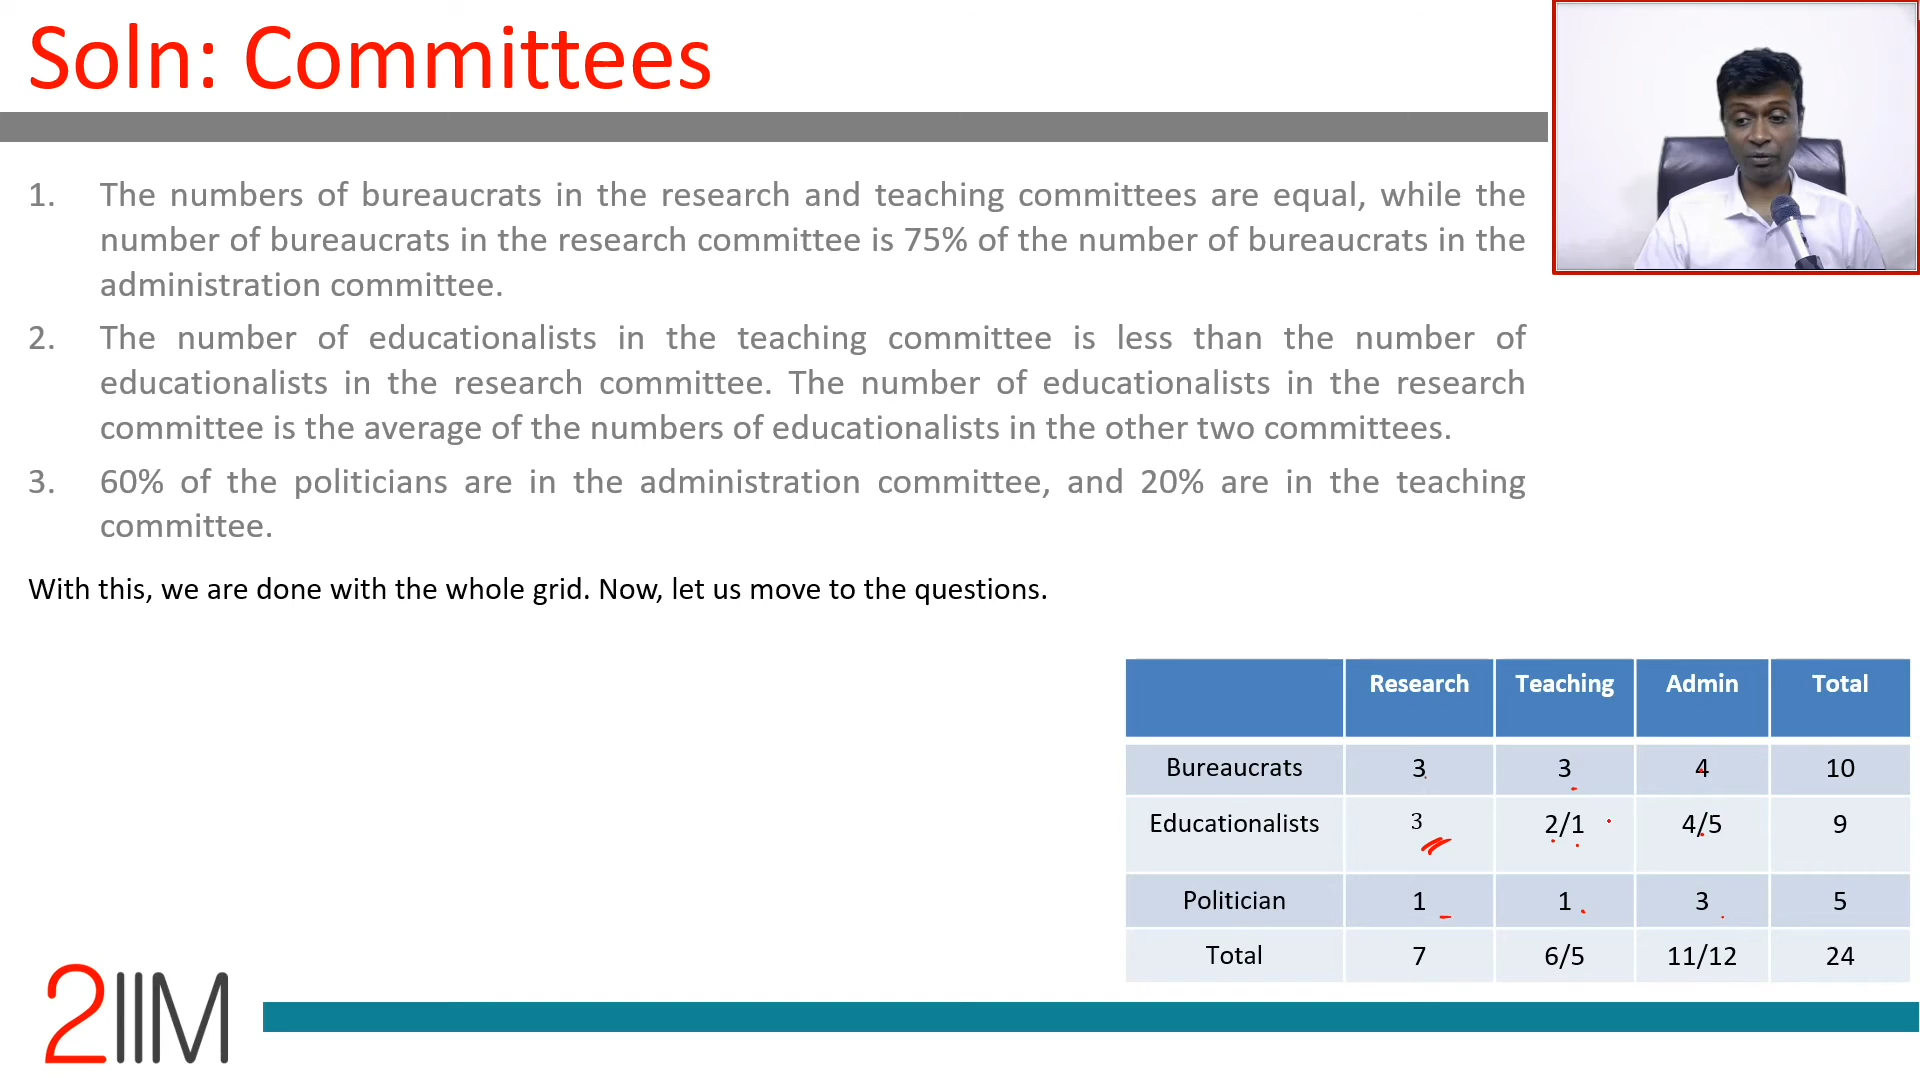 Soln: Committees
1. The numbers of bureaucrats in the research and teaching committees are equal, while the
number of bureaucrats in the research committee is 75% of the number of bureaucrats in the
administration committee.
2. The number of educationalists in the teaching committee is less than the number of
educationalists in the research committee. The number of educationalists in the research
committee is the average of the numbers of educationalists in the other two committees.
3. 60% of the politicians are in the administration committee, and 20% are in the teaching
committee.
With this, we are done with the whole grid. Now, let us move to the questions.
Research Teaching Admin Total
Bureaucrats 3 3 4 10
Educationalists 3 2/1 4/5 9
Politician 1 1 3 5
Total 7 6/5 11/12 24
2IIM